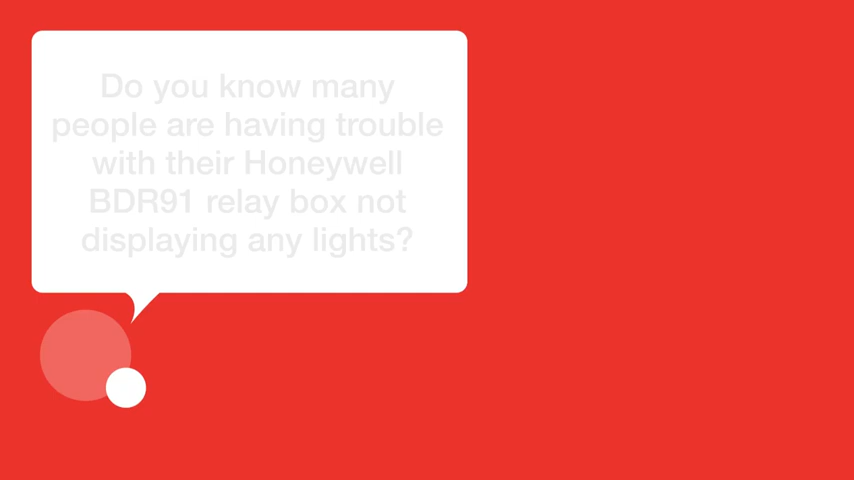 Do you know many
people are having trouble
with their Honeywell
BDR91 relay box not
displaying any lights?